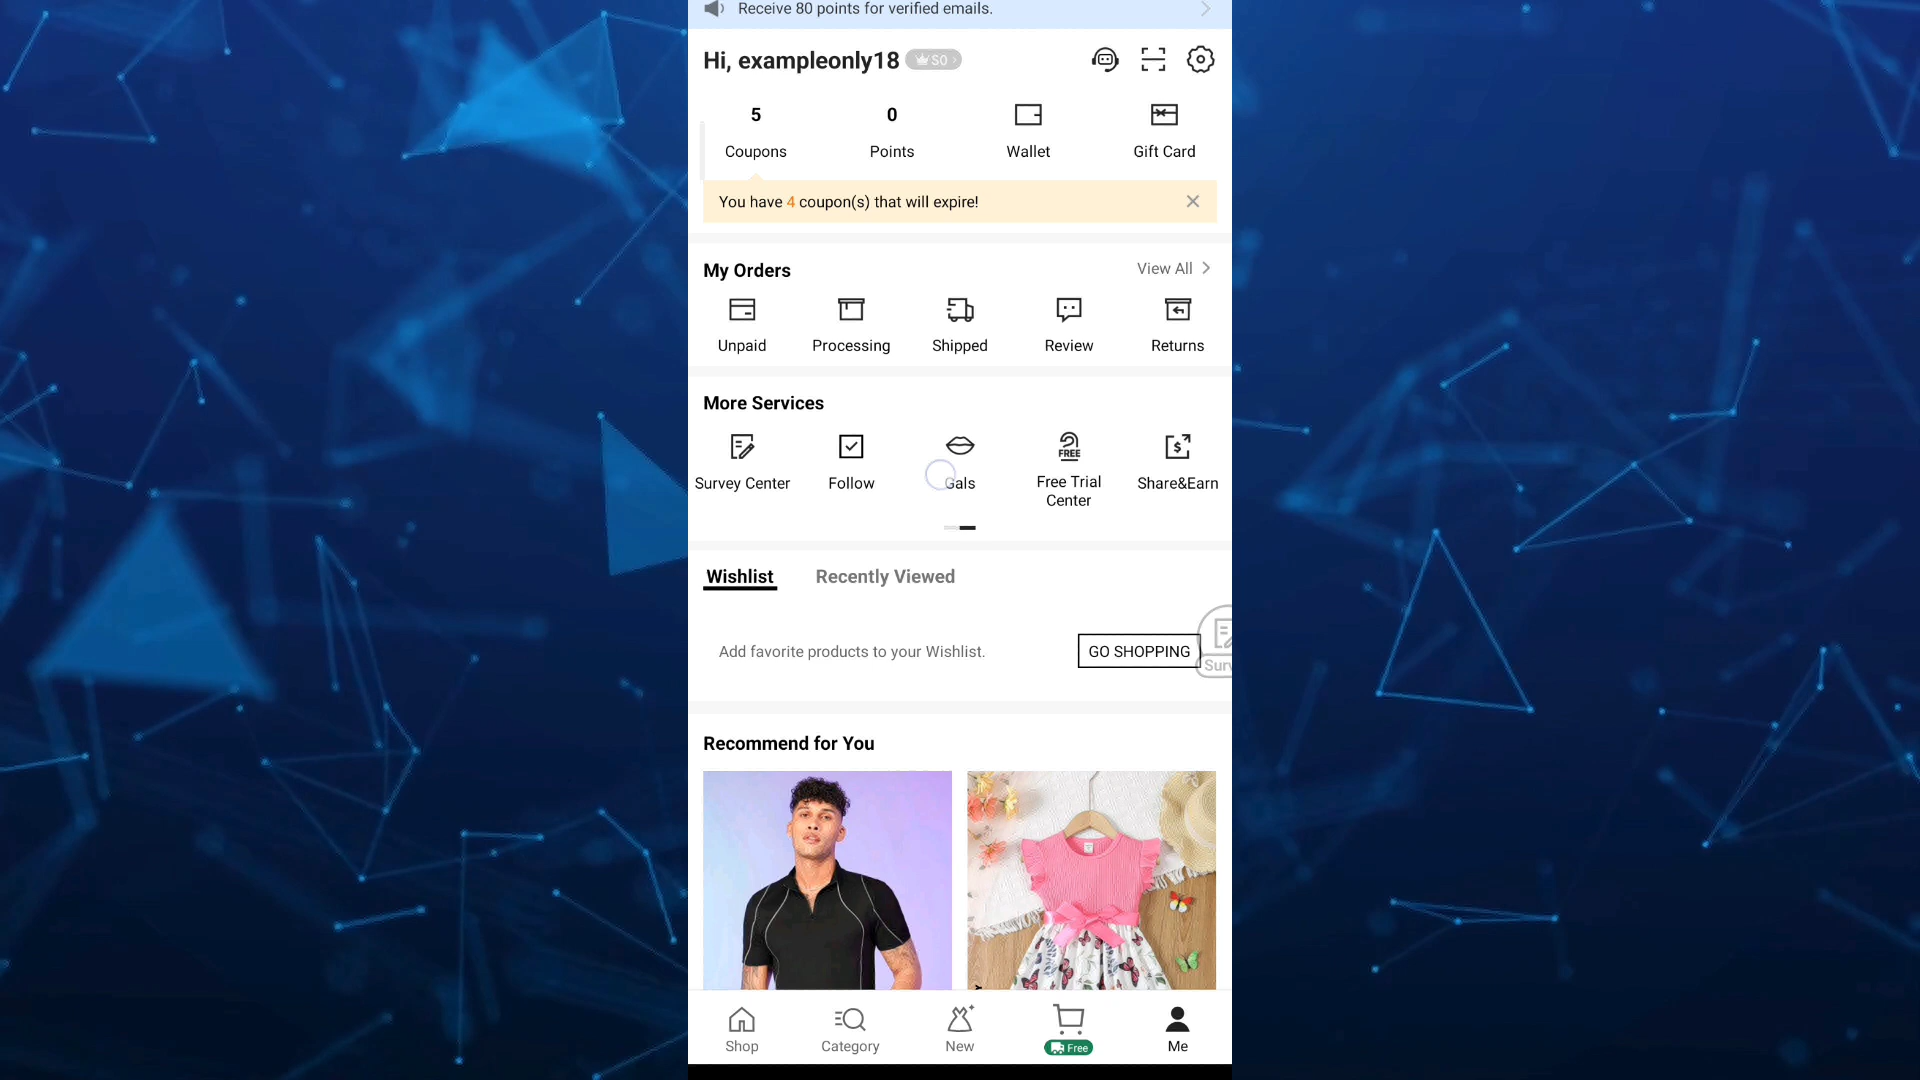 Receive 80 points for verified emails.
Hi, exampleonly18 S0
5 0
Coupons Points Wallet Gift Card
You have 4 coupon(s) that will expire!
My Orders View All
Unpaid Processing Shipped Review Returns
More Services
FREE $
Survey Center Follow Gals Free Trial Center Share&Earn
Wishlist Recently Viewed
Add favorite products to your Wishlist. GO SHOPPING
Surv
Recommend for You
Shop Category New Free Me